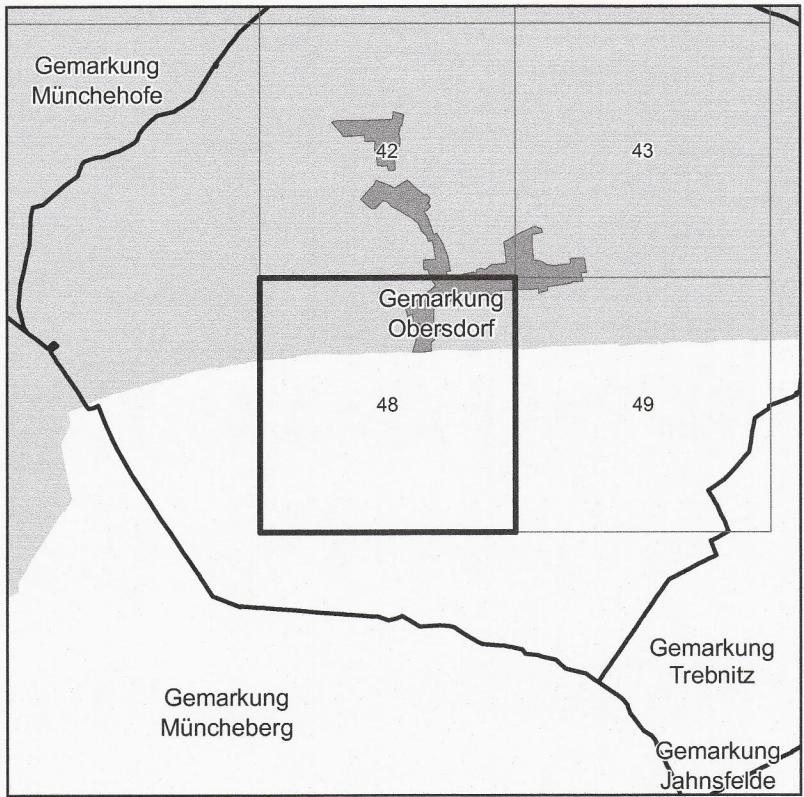 Gemarkung
Münchehofe
42
43
Gemarkung
Obersdorf
48
49
Gemarkung
Trebnitz
Gemarkung
Müncheberg
Gemarkung
Jahnsfelde